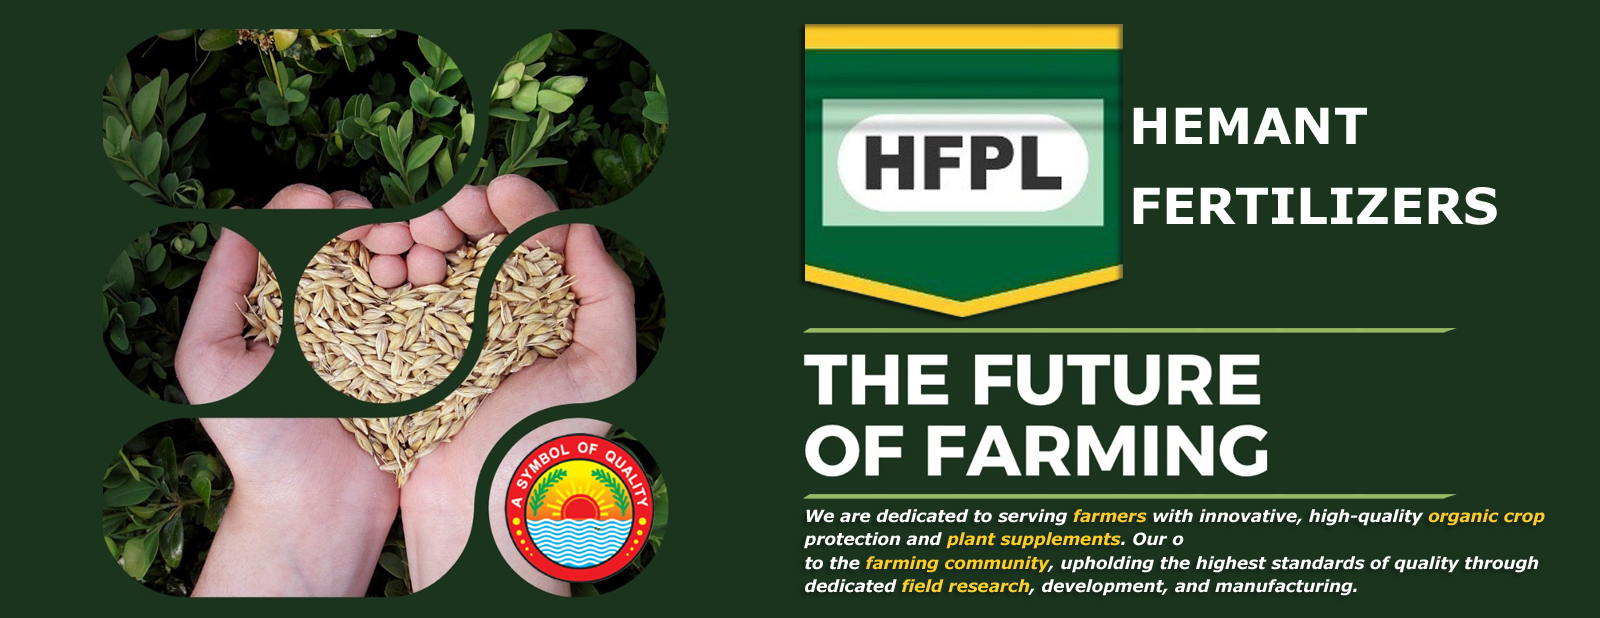 HFPL
HEMANT
FERTILIZERS
THE FUTURE
OF FARMING
We are dedicated to serving farmers with innovative, high-quality organic crop
protection and plant supplements. Our o
to the farming community, upholding the highest standards of quality through
dedicated field research, development, and manufacturing.
A SYMBOL OF QUALITY